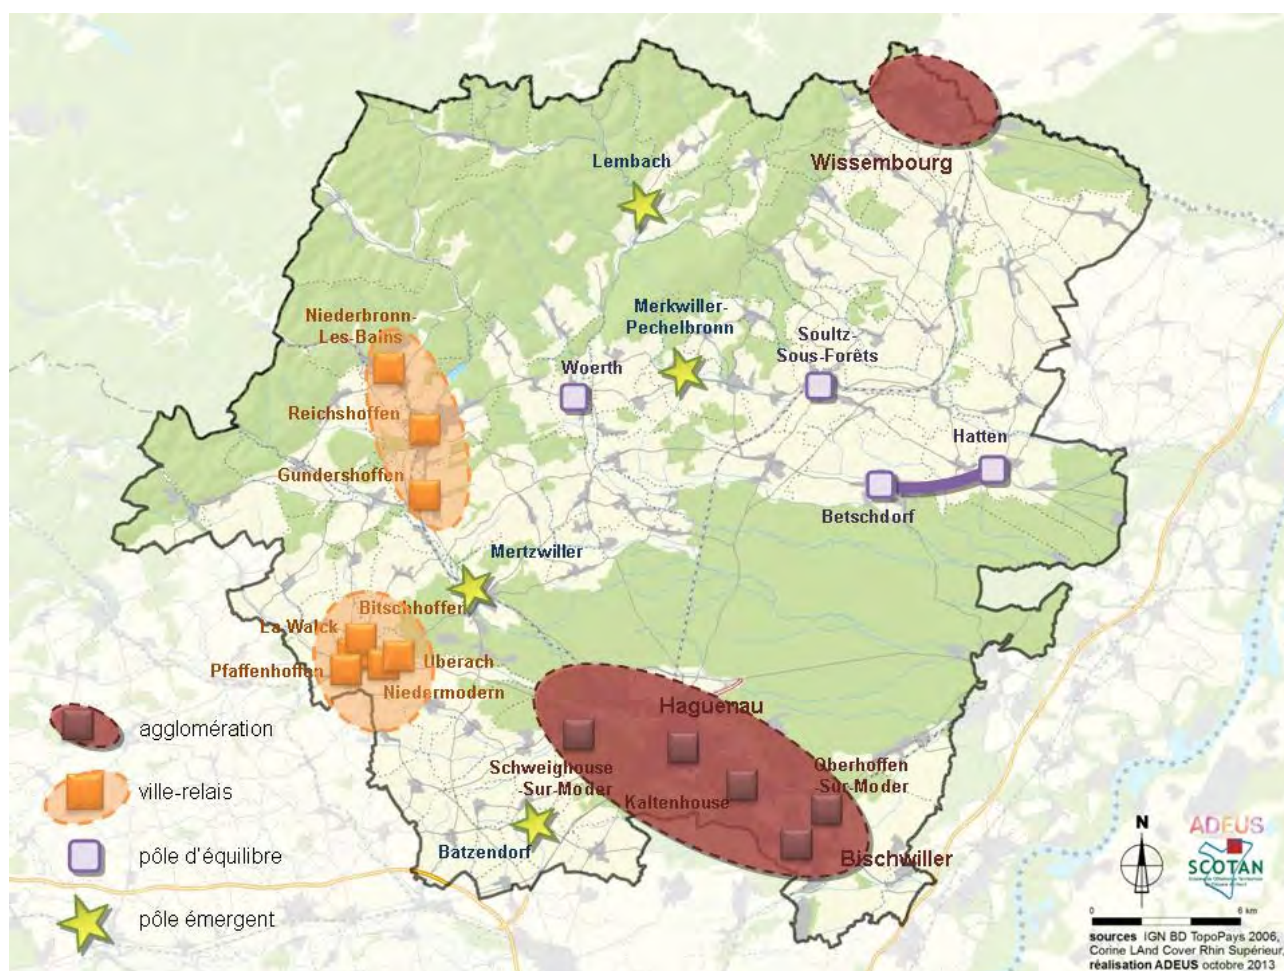 Lembach
Wissembourg
Niederbronn-
Les-Bains
Merkwiller-
Pechelbronn
Soultz-
Sous-Forêts
Woerth
Reichshoffen
Hatten
Gundershoffen
Betschdorf
Mertzwiller
Bitschhoffen
La Walck
Pfaffenhoffen
Uberach
Niedermodern
Haguenau
Schweighouse
-Sur-Moder
Oberhoffen
-Sur-Moder
Kaltenhouse
Batzendorf
Bischwiller
agglomération
ville-relais
pôle d'équilibre
pôle émergent
N
ADEUS
SCOTAN
0 6 km
sources IGN BD TopoPays 2006,
Corine LAnd Cover Rhin Supérieur,
réalisation ADEUS octobre 2013